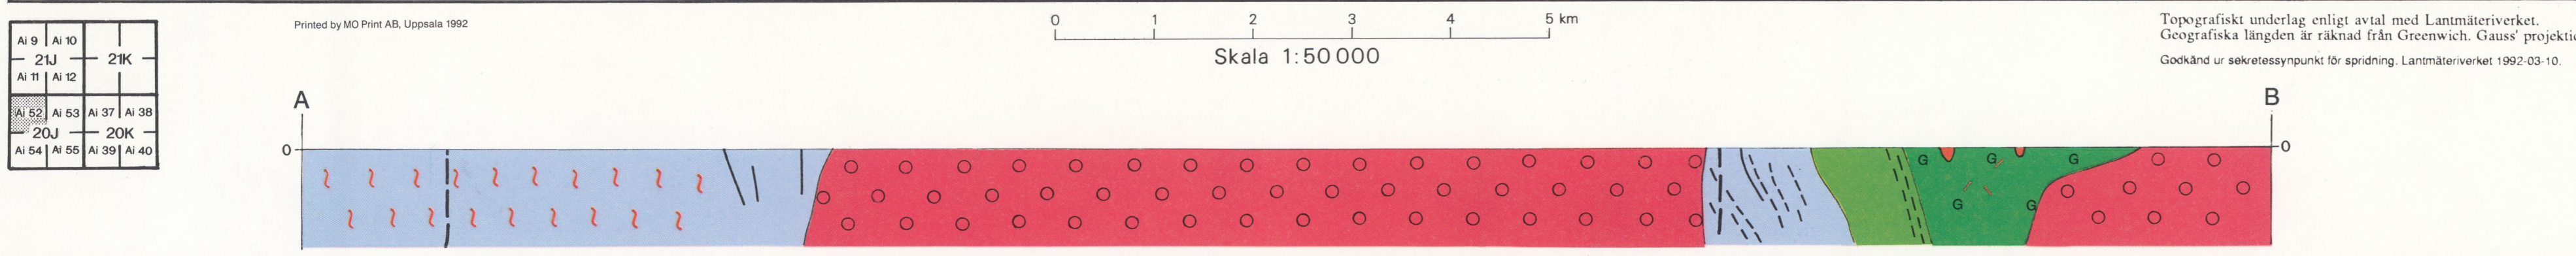 Printed by MO Print AB, Uppsala 1992
0 1 2 3 4 5 km
Skala 1:50 000
Topografiskt underlag enligt avtal med Lantmäteriverket.
Geografiska längden är räknad från Greenwich. Gauss'
Godkänd ur sekretessynpunkt för spridning. Lantmäteriverket 1992-03-10.
Ai 9 Ai 10
21J 21K
Ai 11 Ai 12
Ai 52 Ai 53 Ai 37 Ai 38
20J 20K
Ai 54 Ai 55 Ai 39 Ai 40
A B
0 0
G G G
G G